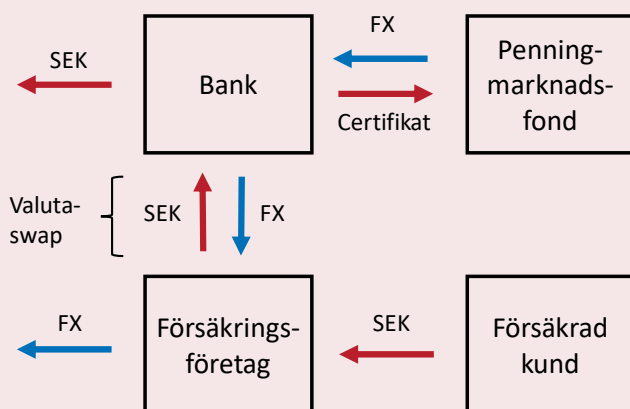 SEK
Bank
FX
Certifikat
Penning-
marknads-
fond
Valuta-
swap
SEK
FX
FX
Försäkrings-
företag
SEK
Försäkrad
kund